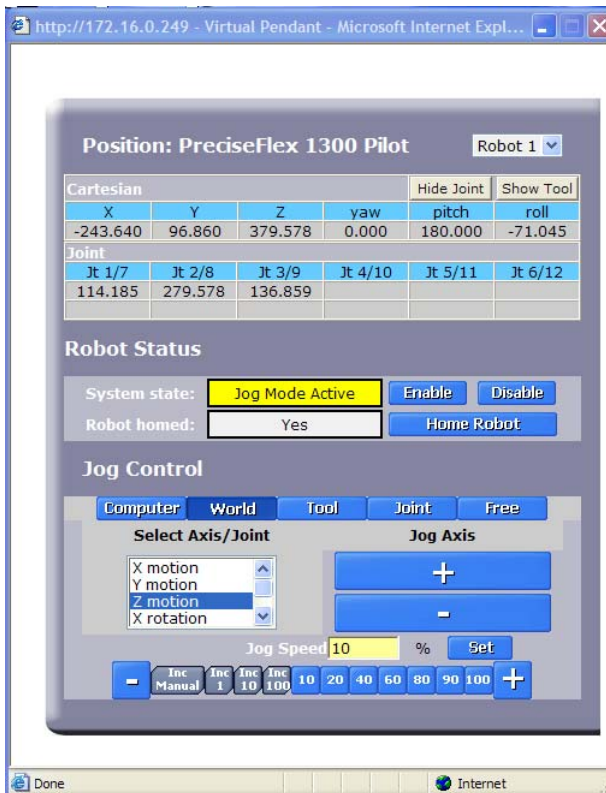 http://172.16.0.249 - Virtual Pendant - Microsoft Internet Expl...
Position: PreciseFlex 1300 Pilot Robot 1
Cartesian Hide Joint Show Tool
X Y Z yaw pitch roll
-243.640 96.860 379.578 0.000 180.000 -71.045
Joint
Jt 1/7 Jt 2/8 Jt 3/9 Jt 4/10 Jt 5/11 Jt 6/12
114.185 279.578 136.859
Robot Status
System state: Jog Mode Active Enable Disable
Robot homed: Yes Home Robot
Jog Control
Computer World Tool Joint Free
Select Axis/Joint Jog Axis
X motion
Y motion
Z motion
X rotation
+
-
Jog Speed 10 % Set
- Inc Manual Inc 1 Inc 10 Inc 100 10 20 40 60 80 90 100 +
Done Internet